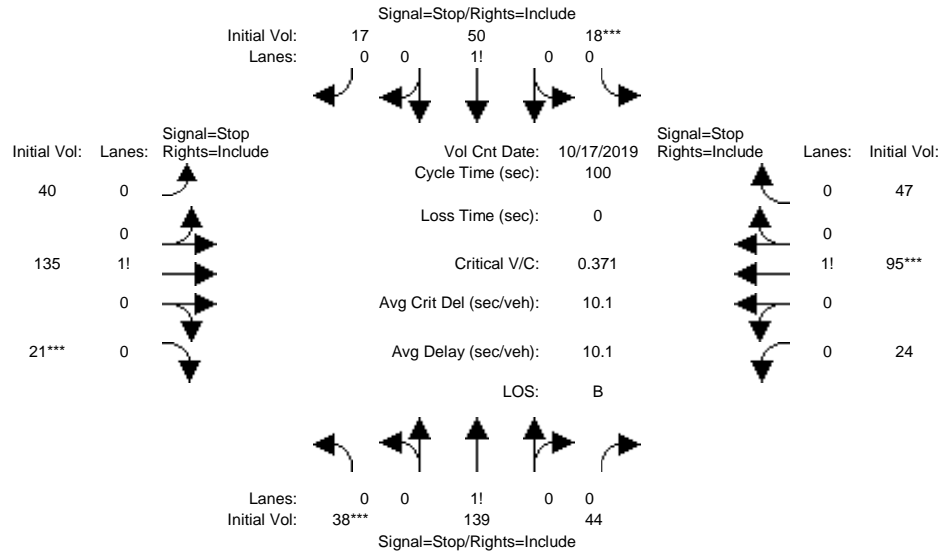 Signal=Stop/Rights=Include
Initial Vol: 17 50 18***
Lanes: 0 0 1! 0 0
Signal=Stop
Initial Vol: Lanes: Rights=Include
Vol Cnt Date: 10/17/2019
Signal=Stop
Rights=Include Lanes: Initial Vol:
Cycle Time (sec): 100
40 0
0 47
Loss Time (sec): 0
0
0
135 1!
Critical V/C: 0.371
1! 95***
0
Avg Crit Del (sec/veh): 10.1
0
21*** 0
Avg Delay (sec/veh): 10.1
0 24
LOS: B
Lanes: 0 0 1! 0 0
Initial Vol: 38*** 139 44
Signal=Stop/Rights=Include